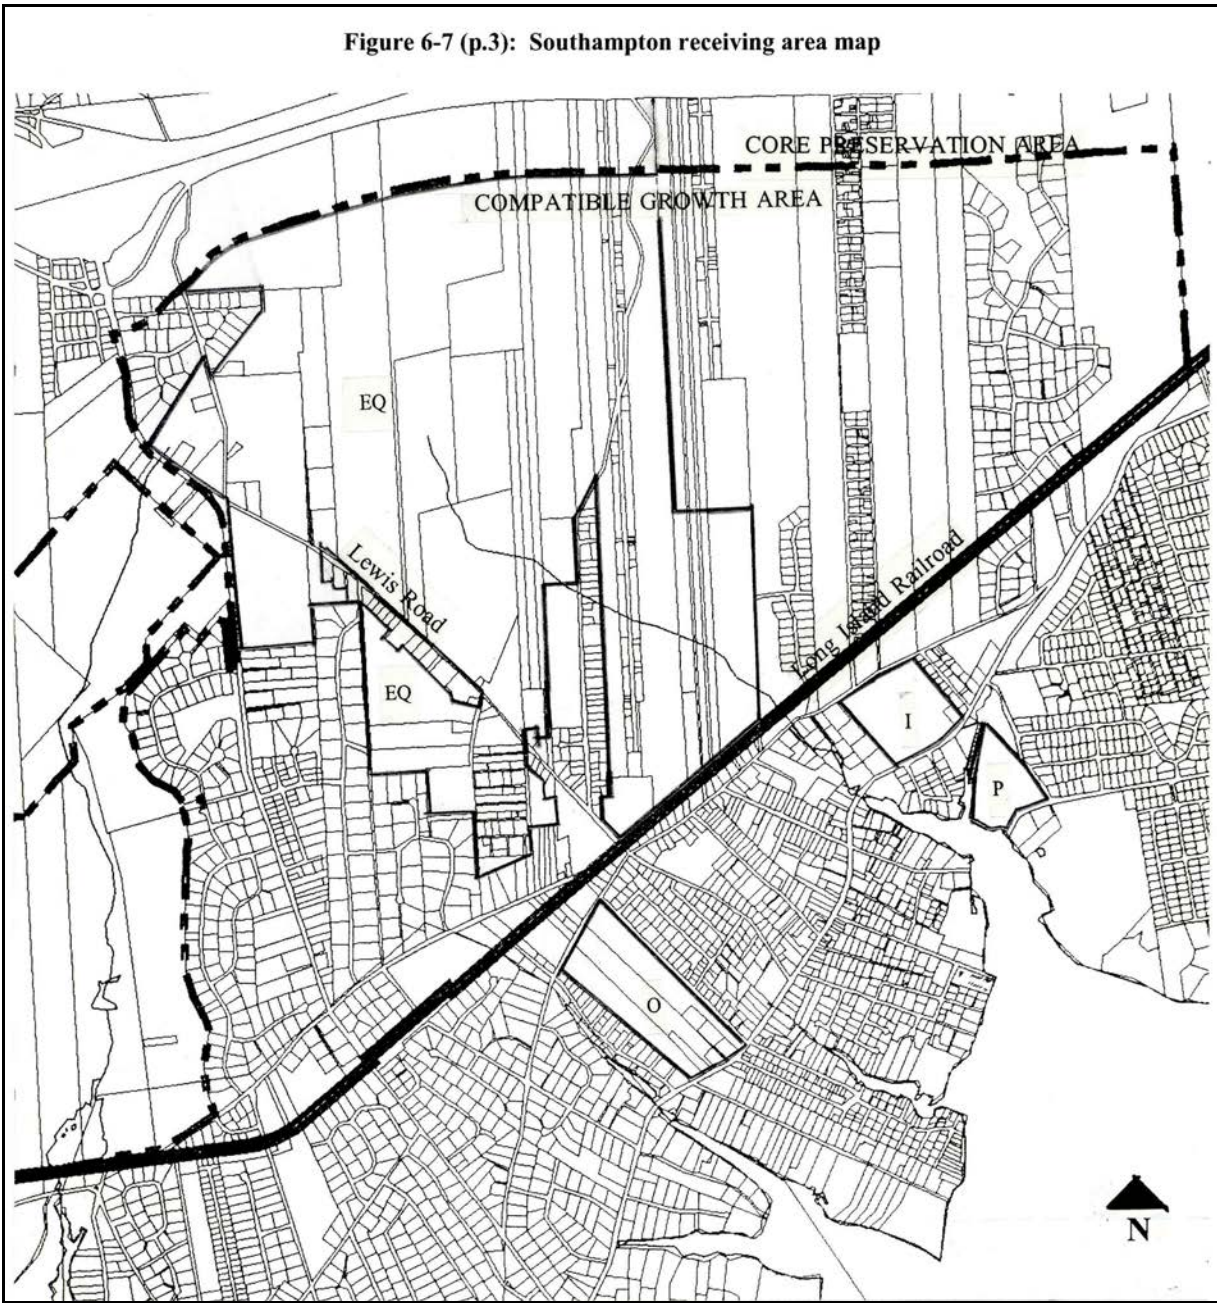 Figure 6-7 (p.3): Southampton receiving area map
CORE PRESERVATION AREA
COMPATIBLE GROWTH AREA
EQ
Lewis Road
Long Island Railroad
EQ
I
P
O
N